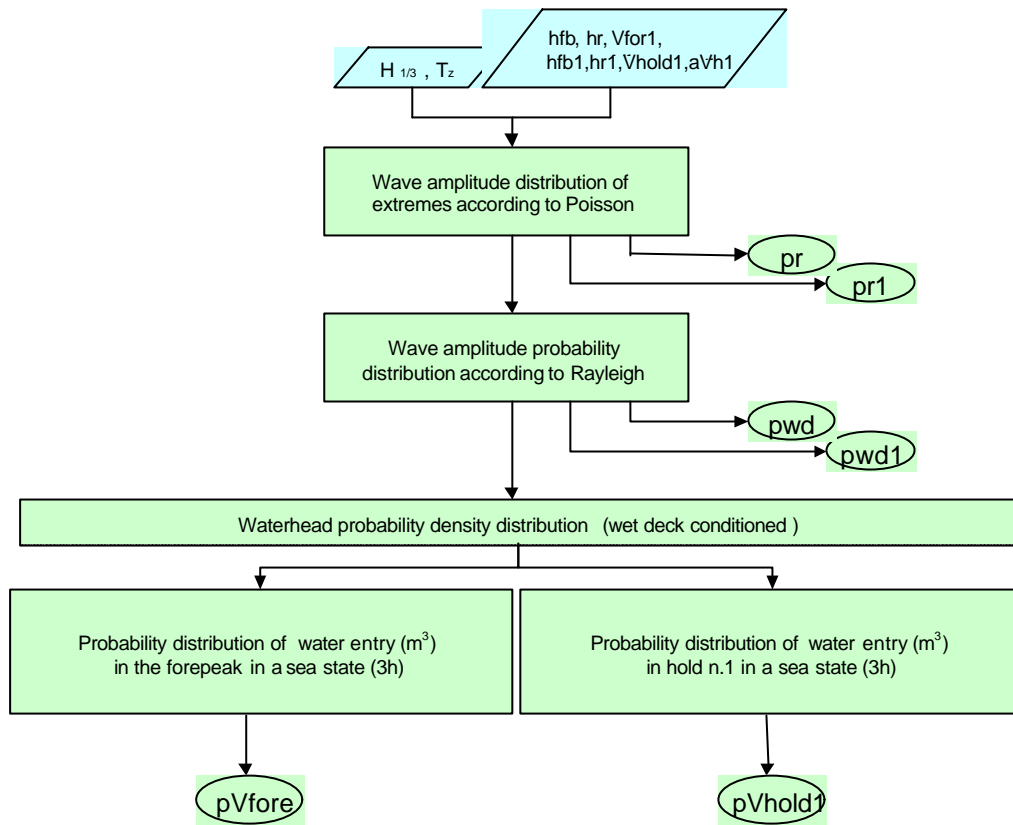 H 1/3 , Tz
hfb, hr, Vfor1,
hfb1,hr1,Vhold1,aVh1
Wave amplitude distribution of
extremes according to Poisson
pr
pr1
Wave amplitude probability
distribution according to Rayleigh
pwd
pwd1
Waterhead probability density distribution (wet deck conditioned )
Probability distribution of water entry (m³)
in the forepeak in a sea state (3h)
Probability distribution of water entry (m³)
in hold n.1 in a sea state (3h)
pVfore
pVhold1